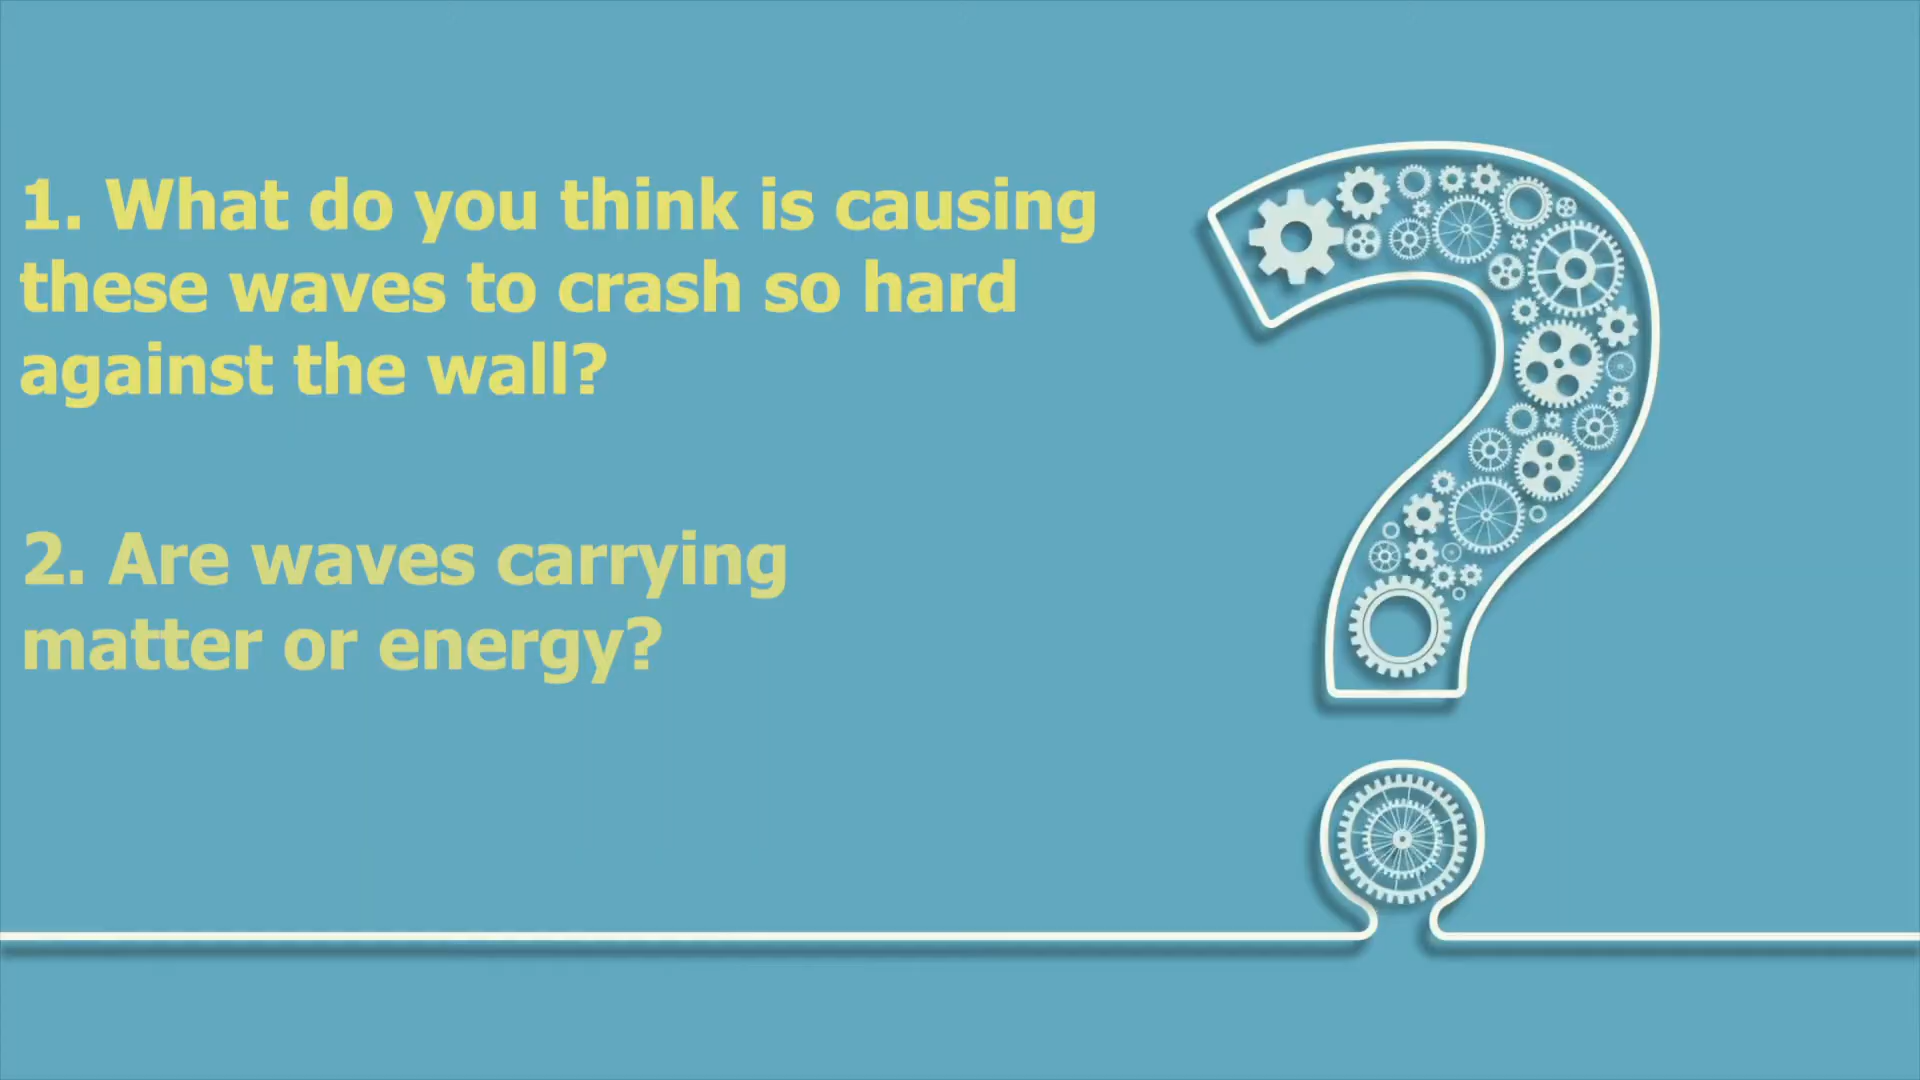 1. What do you think is causing
these waves to crash so hard
against the wall?
2. Are waves carrying
matter or energy?